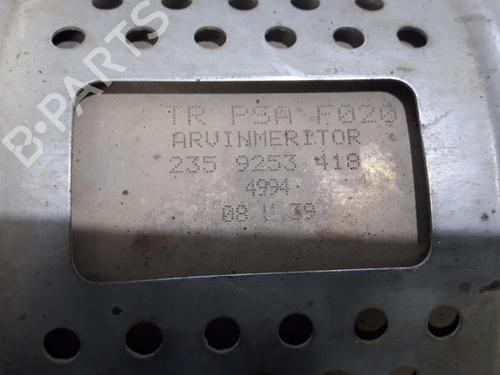 B-PARTS
TR PSA F020
ARVINMERITOR
235 9253 418
4994
08 U 39